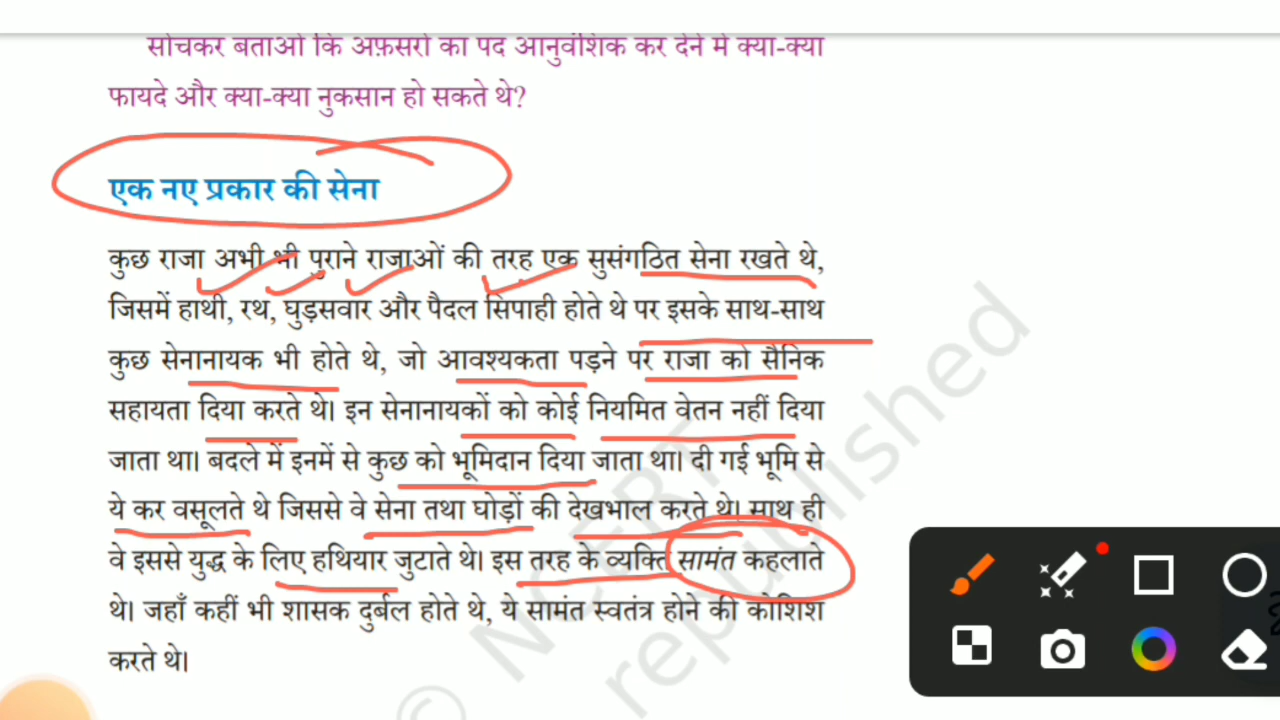 सोचकर बताओ कि अफ़सरों का पद आनुवंशिक कर देने में क्या-क्या
फायदे और क्या-क्या नुकसान हो सकते थे?
एक नए प्रकार की सेना
कुछ राजा अभी भी पुराने राजाओं की तरह एक सुसंगठित सेना रखते थे,
जिसमें हाथी, रथ, घुड़सवार और पैदल सिपाही होते थे पर इसके साथ-साथ
कुछ सेनानायक भी होते थे, जो आवश्यकता पड़ने पर राजा को सैनिक
सहायता दिया करते थे। इन सेनानायकों को कोई नियमित वेतन नहीं दिया
जाता था। बदले में इनमें से कुछ को भूमिदान दिया जाता था। दी गई भूमि से
ये कर वसूलते थे जिससे वे सेना तथा घोड़ों की देखभाल करते थे। साथ ही
वे इससे युद्ध के लिए हथियार जुटाते थे। इस तरह के व्यक्ति सामंत कहलाते
थे। जहाँ कहीं भी शासक दुर्बल होते थे, ये सामंत स्वतंत्र होने की कोशिश
करते थे।
© NCERT
republished